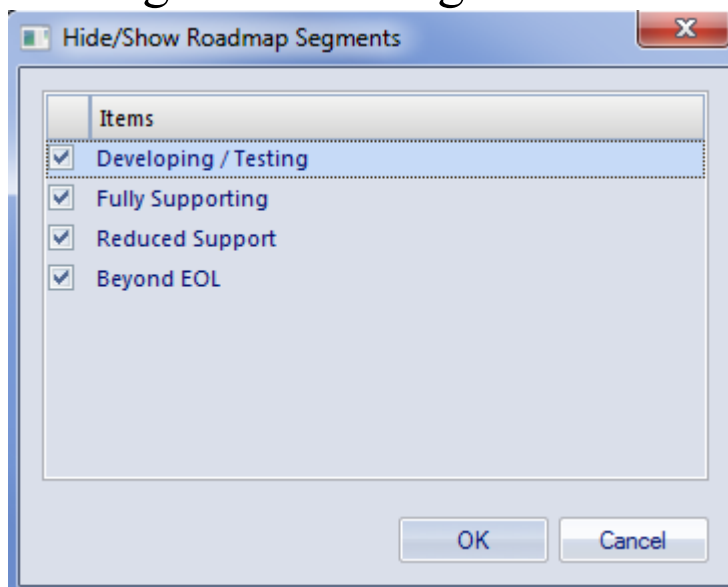 Hide/Show Roadmap Segments
Items
Developing / Testing
Fully Supporting
Reduced Support
Beyond EOL
OK Cancel